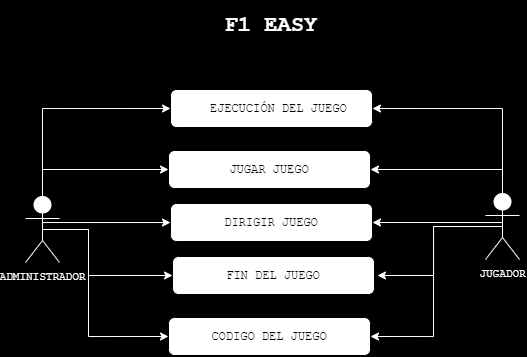 F1 EASY
EJECUCIÓN DEL JUEGO
JUGAR JUEGO
DIRIGIR JUEGO
FIN DEL JUEGO
ADMINISTRADOR
JUGADOR
CODIGO DEL JUEGO